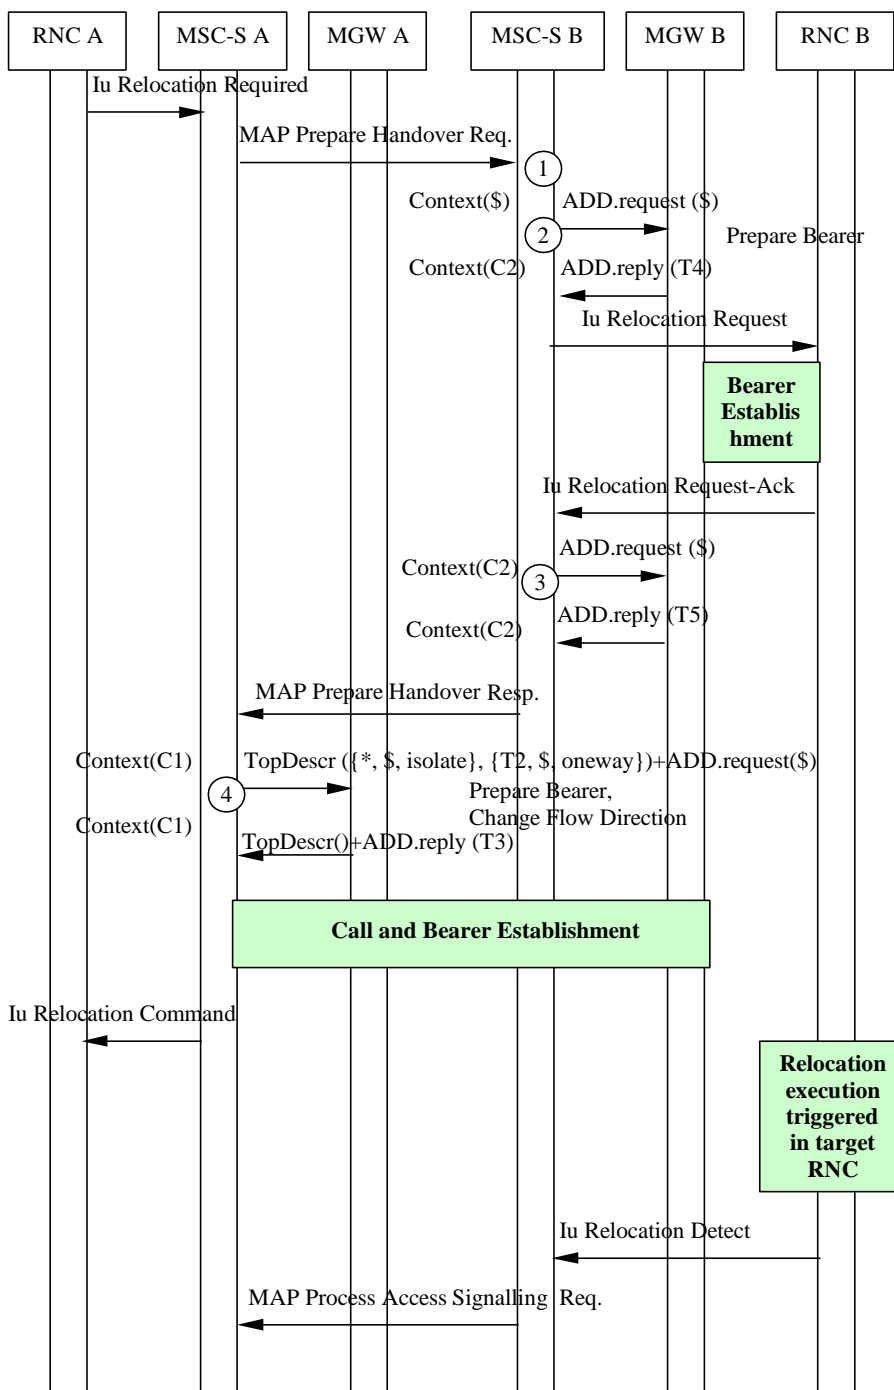 RNC A
MSC-S A
MGW A
MSC-S B
MGW B
RNC B
Iu Relocation Required
MAP Prepare Handover Req.
1
Context($)
ADD.request ($)
2
Prepare Bearer
Context(C2)
ADD.reply (T4)
Iu Relocation Request
Bearer
Establis
hment
Iu Relocation Request-Ack
ADD.request ($)
Context(C2)
3
ADD.reply (T5)
Context(C2)
MAP Prepare Handover Resp.
Context(C1)
TopDescr ({*, $, isolate}, {T2, $, oneway})+ADD.request($)
4
Prepare Bearer,
Change Flow Direction
Context(C1)
TopDescr()+ADD.reply (T3)
Call and Bearer Establishment
Iu Relocation Command
Relocation
execution
triggered
in target
RNC
Iu Relocation Detect
MAP Process Access Signalling Req.